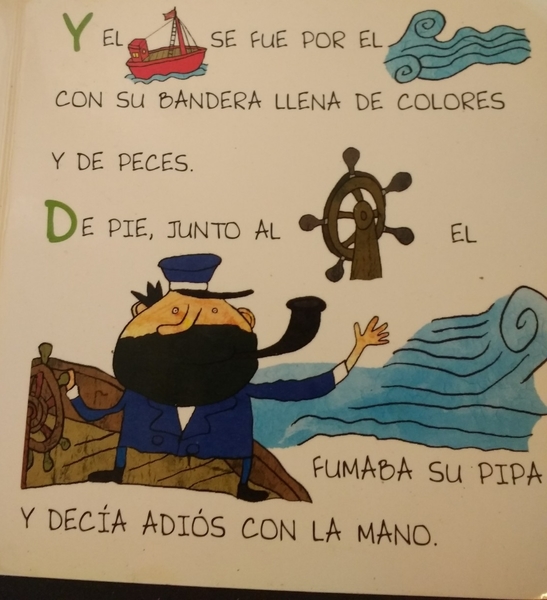 Y EL SE FUE POR EL
CON SU BANDERA LLENA DE COLORES
Y DE PECES.
DE PIE, JUNTO AL EL
FUMABA SU PIPA
Y DECÍA ADIÓS CON LA MANO.